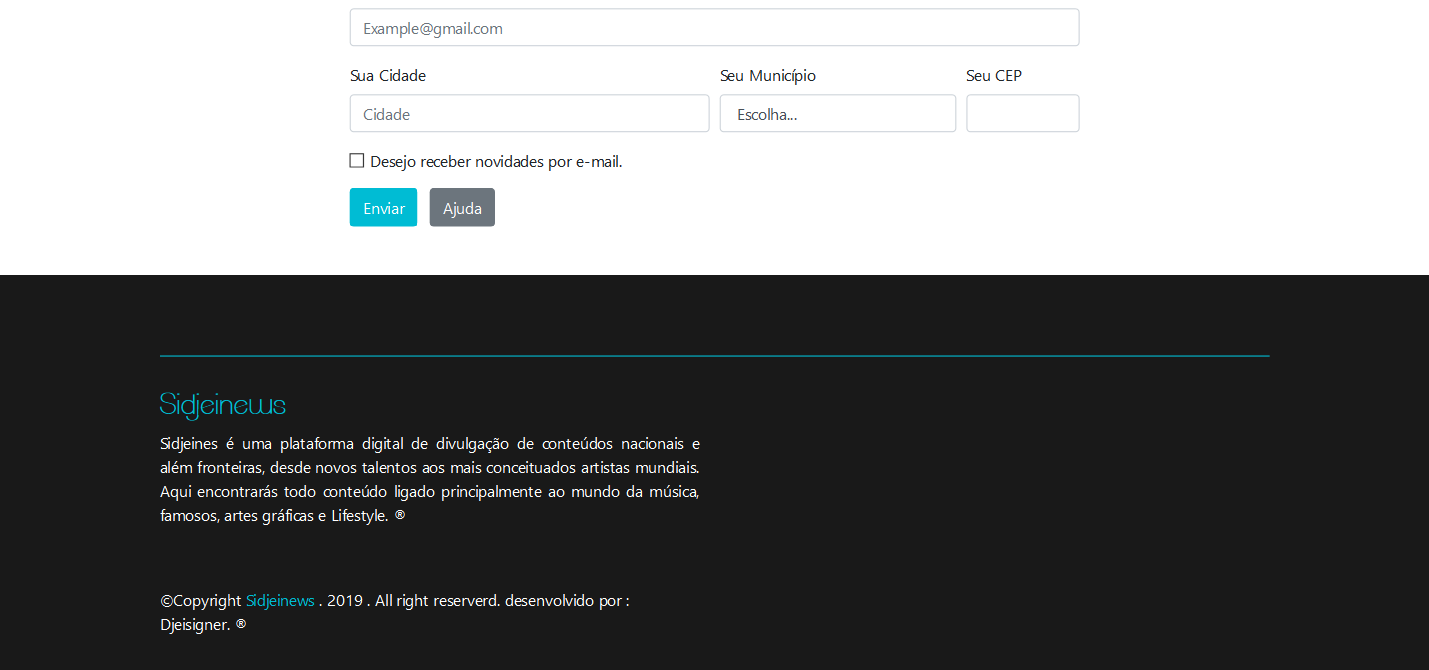 Example@gmail.com
Sua Cidade Seu Município Seu CEP
Cidade Escolha...
Desejo receber novidades por e-mail.
Enviar Ajuda
Sidjeinews
Sidjeines é uma plataforma digital de divulgação de conteúdos nacionais e
além fronteiras, desde novos talentos aos mais conceituados artistas mundiais.
Aqui encontrarás todo conteúdo ligado principalmente ao mundo da música,
famosos, artes gráficas e Lifestyle. ®
©Copyright Sidjeinews . 2019 . All right reserverd. desenvolvido por :
Djeisigner. ®